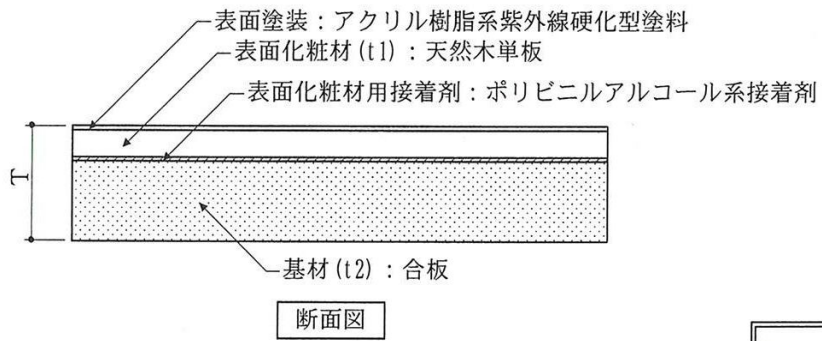 表面塗装：アクリル樹脂系紫外線硬化型塗料
表面化粧材(t1)：天然木単板
表面化粧材用接着剤：ポリビニルアルコール系接着剤
T
基材(t2)：合板
断面図